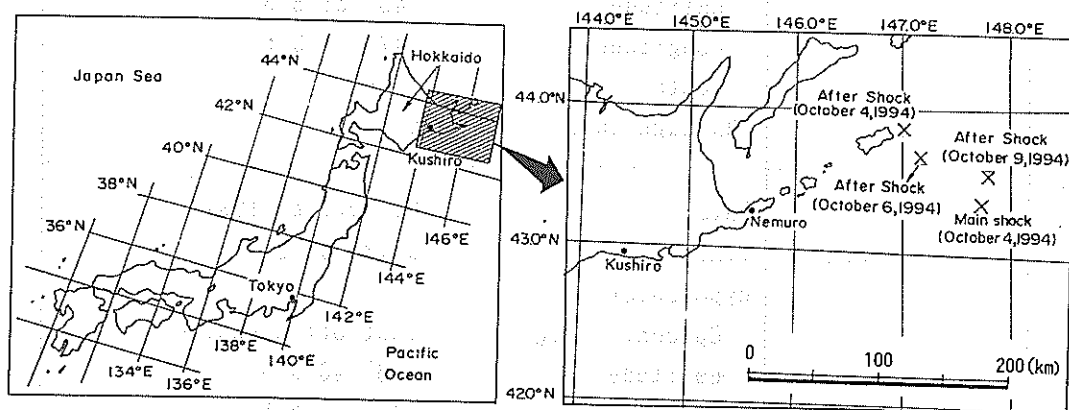 Japan Sea
Hokkaido
44°N
42°N
40°N
38°N
36°N
Kushiro
146°E
144°E
Tokyo
142°E
140°E
138°E
136°E
134°E
Pacific
Ocean
144.0°E
145.0°E
146.0°E
147.0°E
148.0°E
44.0°N
After Shock
(October 4,1994)
After Shock
(October 9,1994)
After Shock
(October 6,1994)
Main shock
(October 4,1994)
Nemuro
43.0°N
Kushiro
0
100
200 (km)
42.0°N